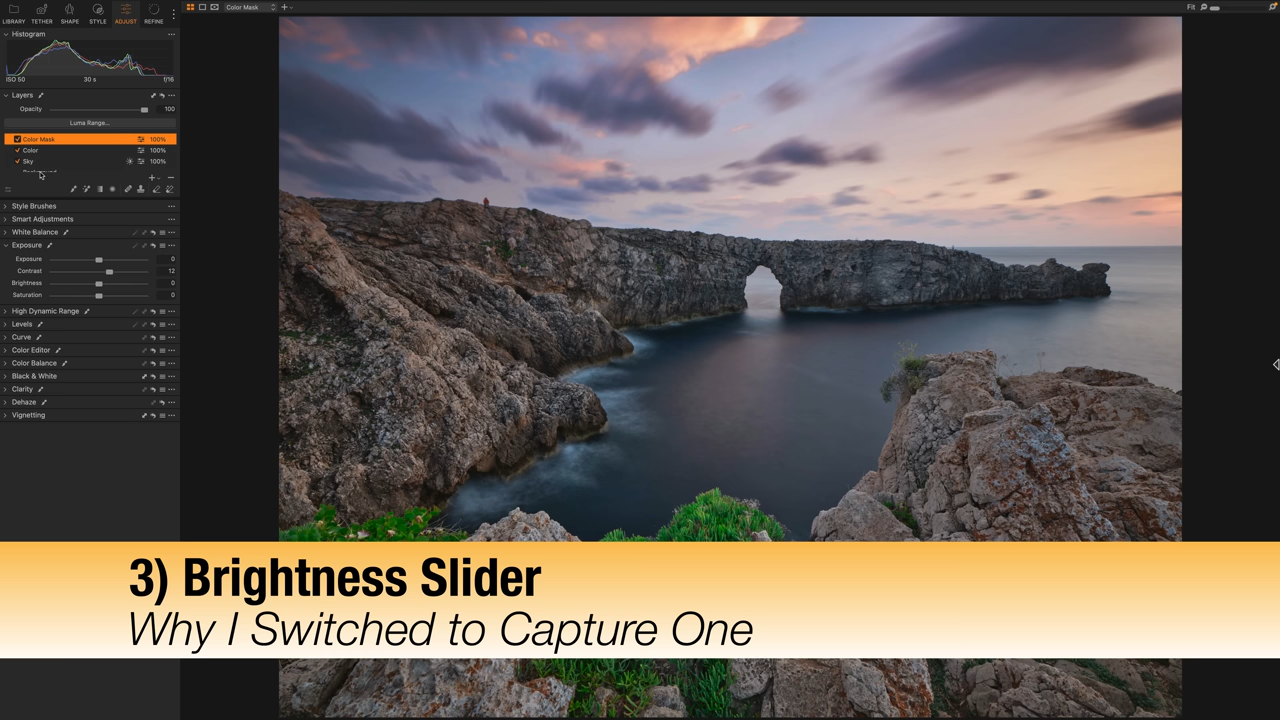 LIBRARY TETHER SHAPE STYLE ADJUST REFINE
Color Mask
Fit
Histogram
ISO 50 30 s f/16
Layers
Opacity 100
Luma Range...
Color Mask 100%
Color 100%
Sky 100%
Style Brushes
Smart Adjustments
White Balance
Exposure
Exposure 0
Contrast 12
Brightness 0
Saturation 0
High Dynamic Range
Levels
Curve
Color Editor
Color Balance
Black & White
Clarity
Dehaze
Vignetting
3) Brightness Slider
Why I Switched to Capture One